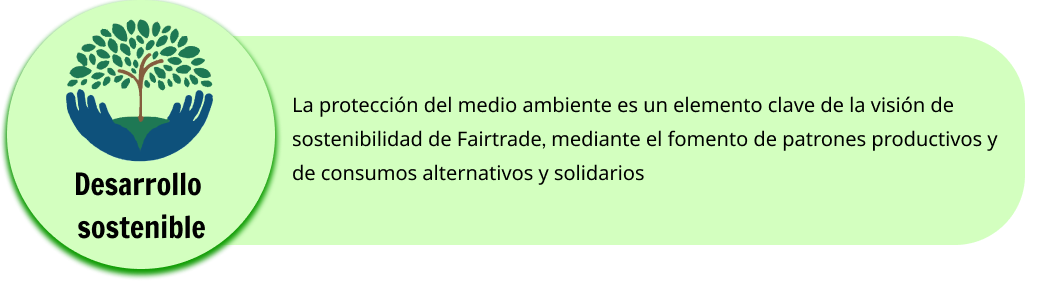 Desarrollo
sostenible
La protección del medio ambiente es un elemento clave de la visión de
sostenibilidad de Fairtrade, mediante el fomento de patrones productivos y
de consumos alternativos y solidarios